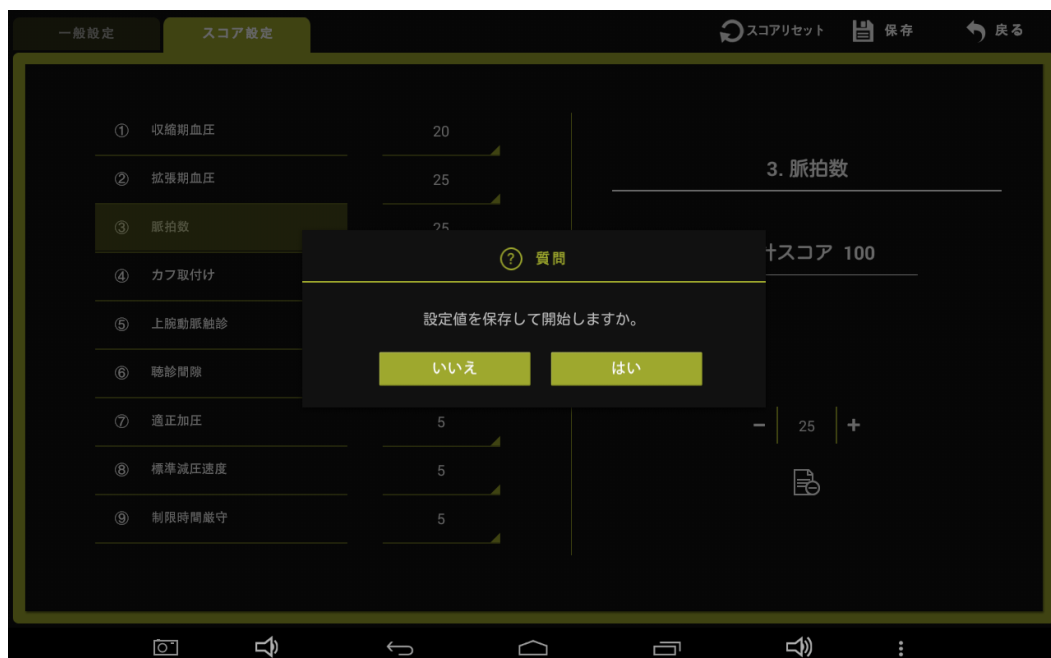 一般設定 スコア設定 スコアリセット 保存 戻る
① 収縮期血圧 20
② 拡張期血圧 25
③ 脈拍数 25
④ カフ取付け
⑤ 上腕動脈触診
⑥ 聴診間隙
⑦ 適正加圧 5
⑧ 標準減圧速度 5
⑨ 制限時間厳守 5
3. 脈拍数
計スコア 100
− 25 +
? 質問
設定値を保存して開始しますか。
いいえ はい